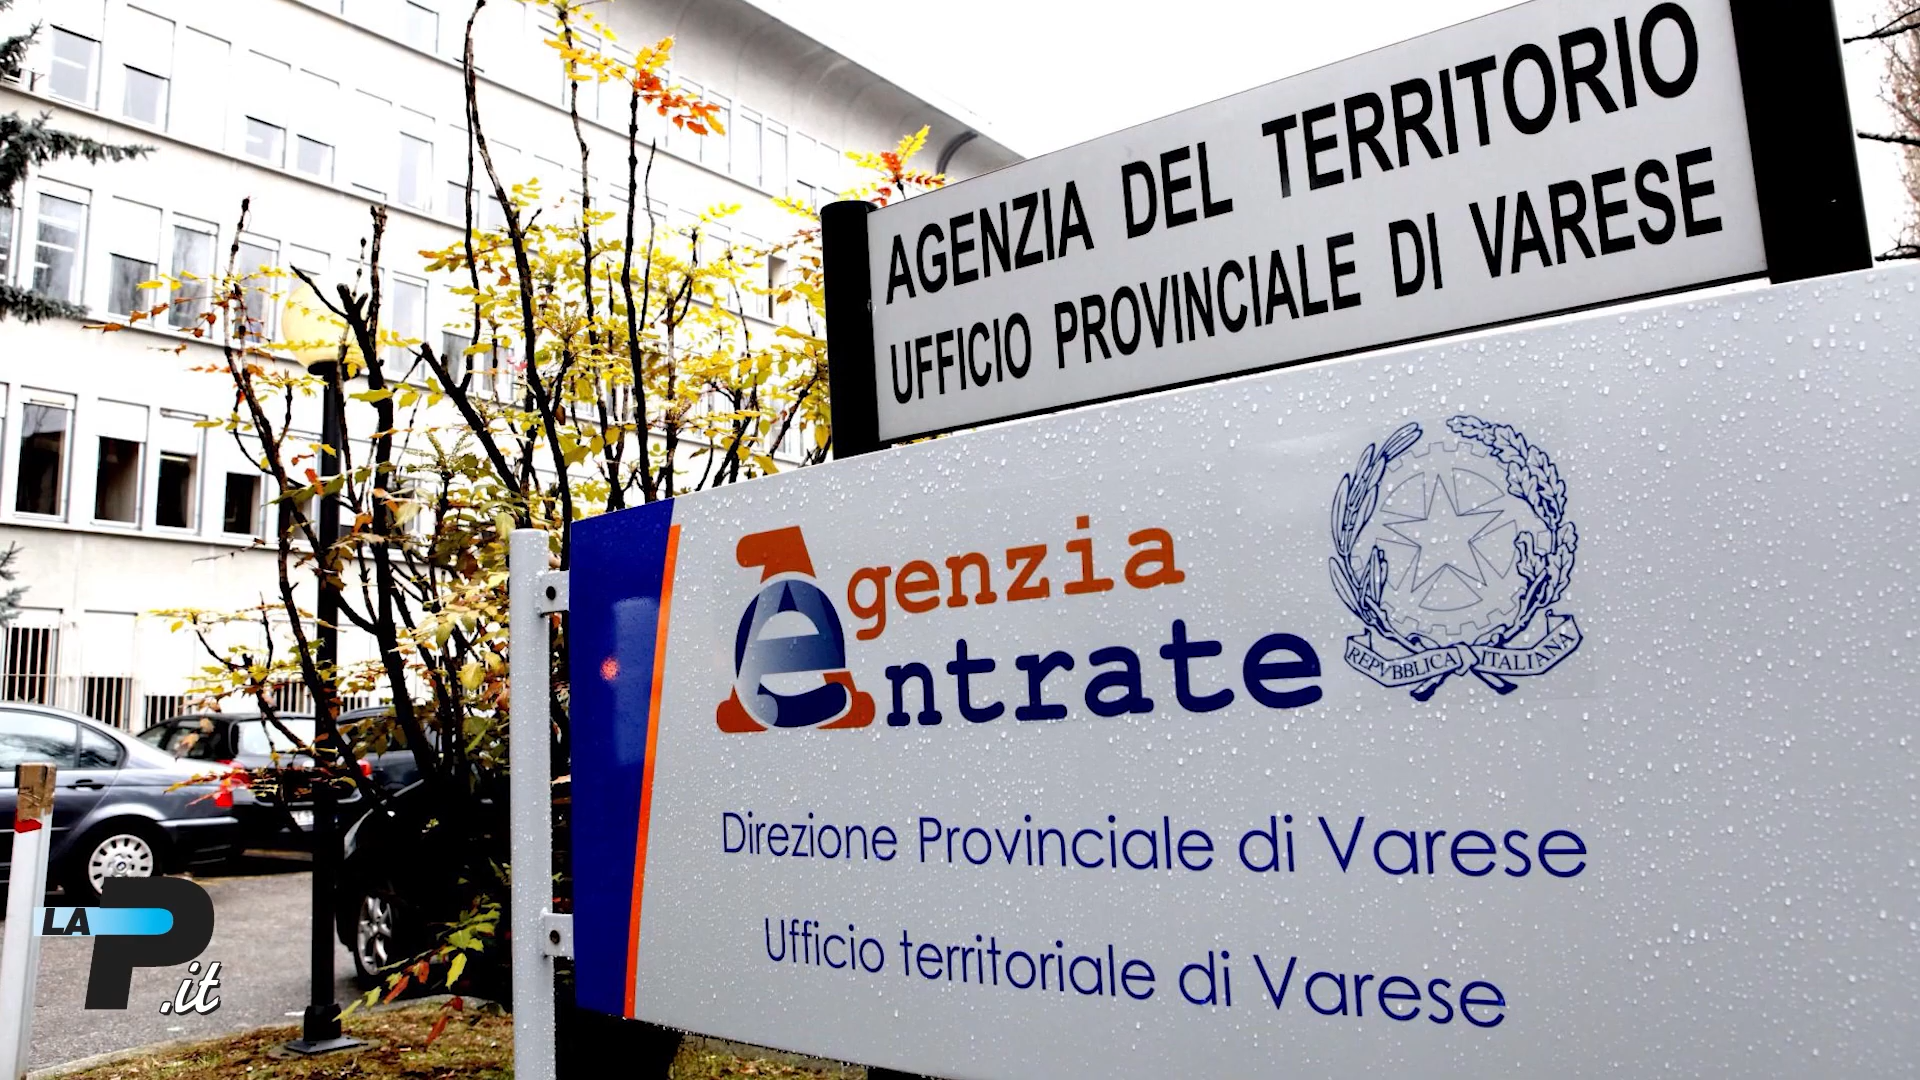 AGENZIA DEL TERRITORIO
UFFICIO PROVINCIALE DI VARESE
Agenzia
entrate
REPVBBLICA ITALIANA
Direzione Provinciale di Varese
Ufficio territoriale di Varese
LA P.it